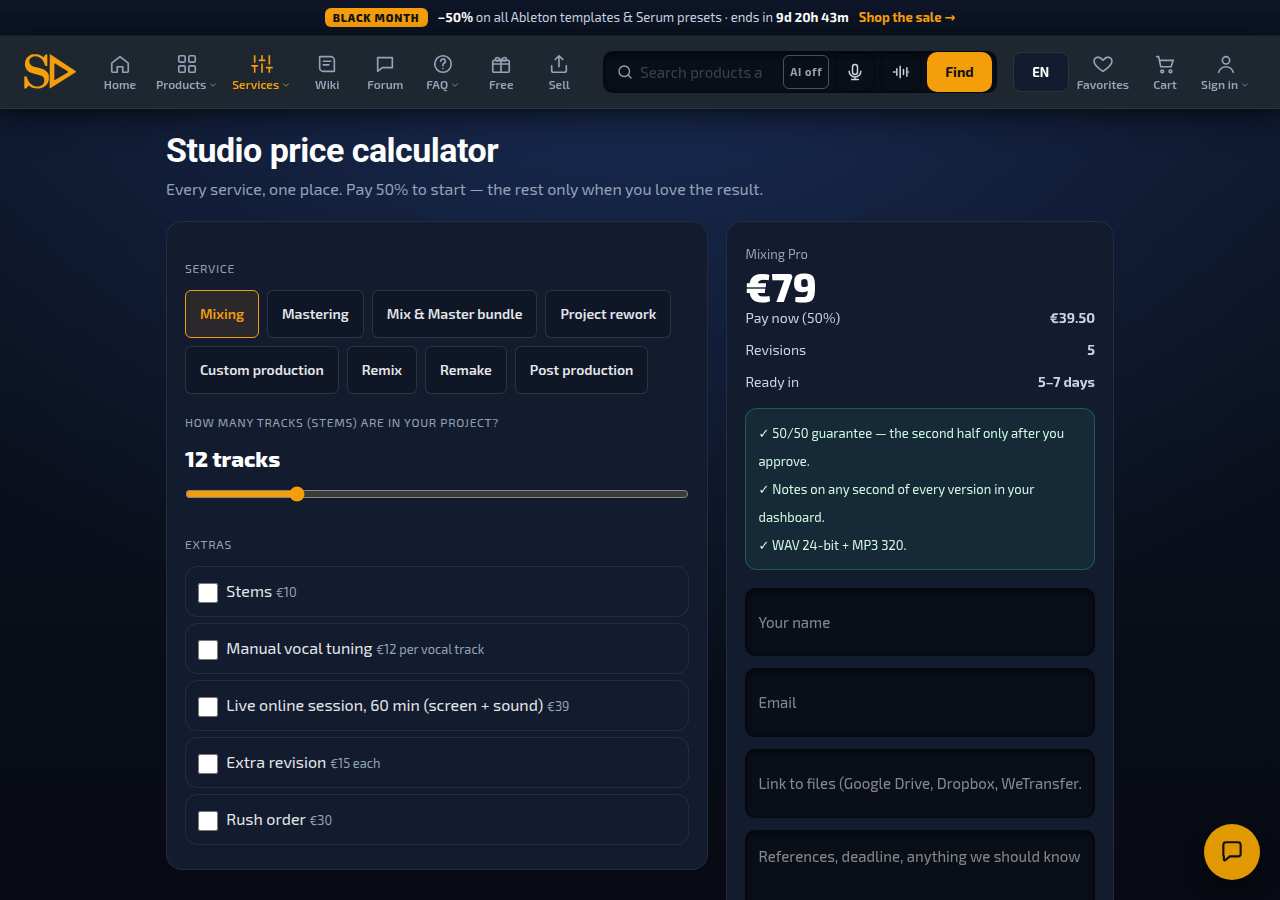 BLACK MONTH −50% on all Ableton templates & Serum presets · ends in 9d 20h 43m Shop the sale →
SD
Home Products Services Wiki Forum FAQ Free Sell
Search products a AI off Find
EN Favorites Cart Sign in
Studio price calculator
Every service, one place. Pay 50% to start — the rest only when you love the result.
SERVICE
Mixing Mastering Mix & Master bundle Project rework
Custom production Remix Remake Post production
HOW MANY TRACKS (STEMS) ARE IN YOUR PROJECT?
12 tracks
EXTRAS
Stems €10
Manual vocal tuning €12 per vocal track
Live online session, 60 min (screen + sound) €39
Extra revision €15 each
Rush order €30
Mixing Pro
€79
Pay now (50%) €39.50
Revisions 5
Ready in 5–7 days
✓ 50/50 guarantee — the second half only after you
approve.
✓ Notes on any second of every version in your
dashboard.
✓ WAV 24-bit + MP3 320.
Your name
Email
Link to files (Google Drive, Dropbox, WeTransfer.
References, deadline, anything we should know